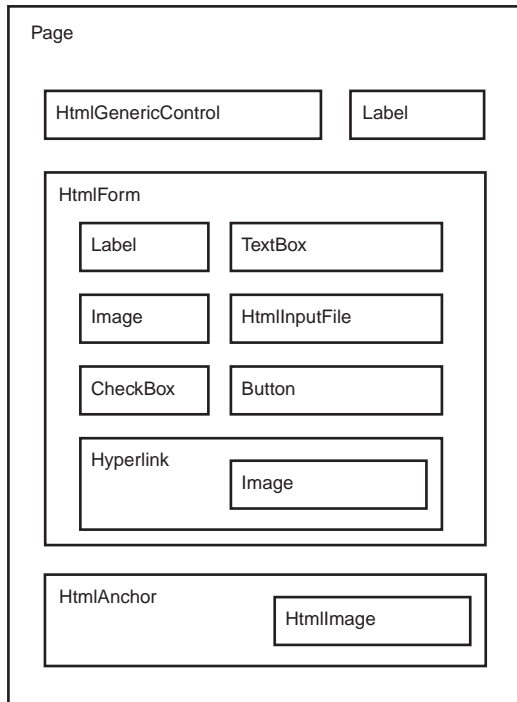 Page
HtmlGenericControl
Label
HtmlForm
Label
TextBox
Image
HtmlInputFile
CheckBox
Button
Hyperlink
Image
HtmlAnchor
HtmlImage